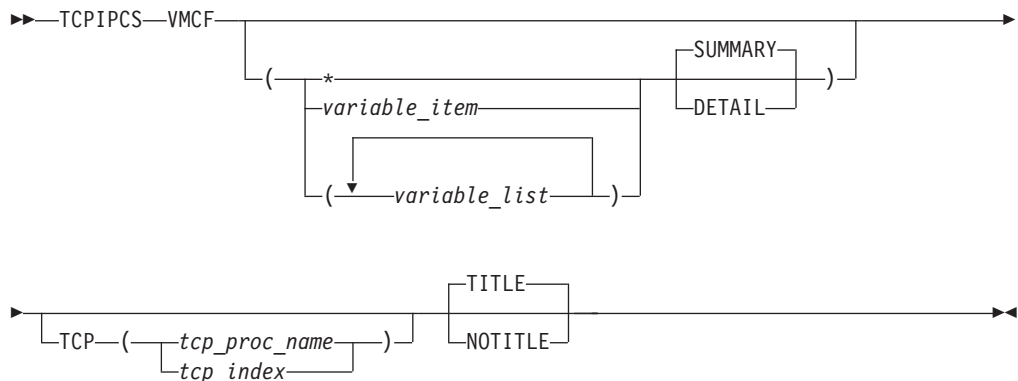 TCPIPCS VMCF
SUMMARY
( * )
variable_item DETAIL
( variable_list )
TITLE
TCP ( tcp_proc_name ) NOTITLE
tcp_index